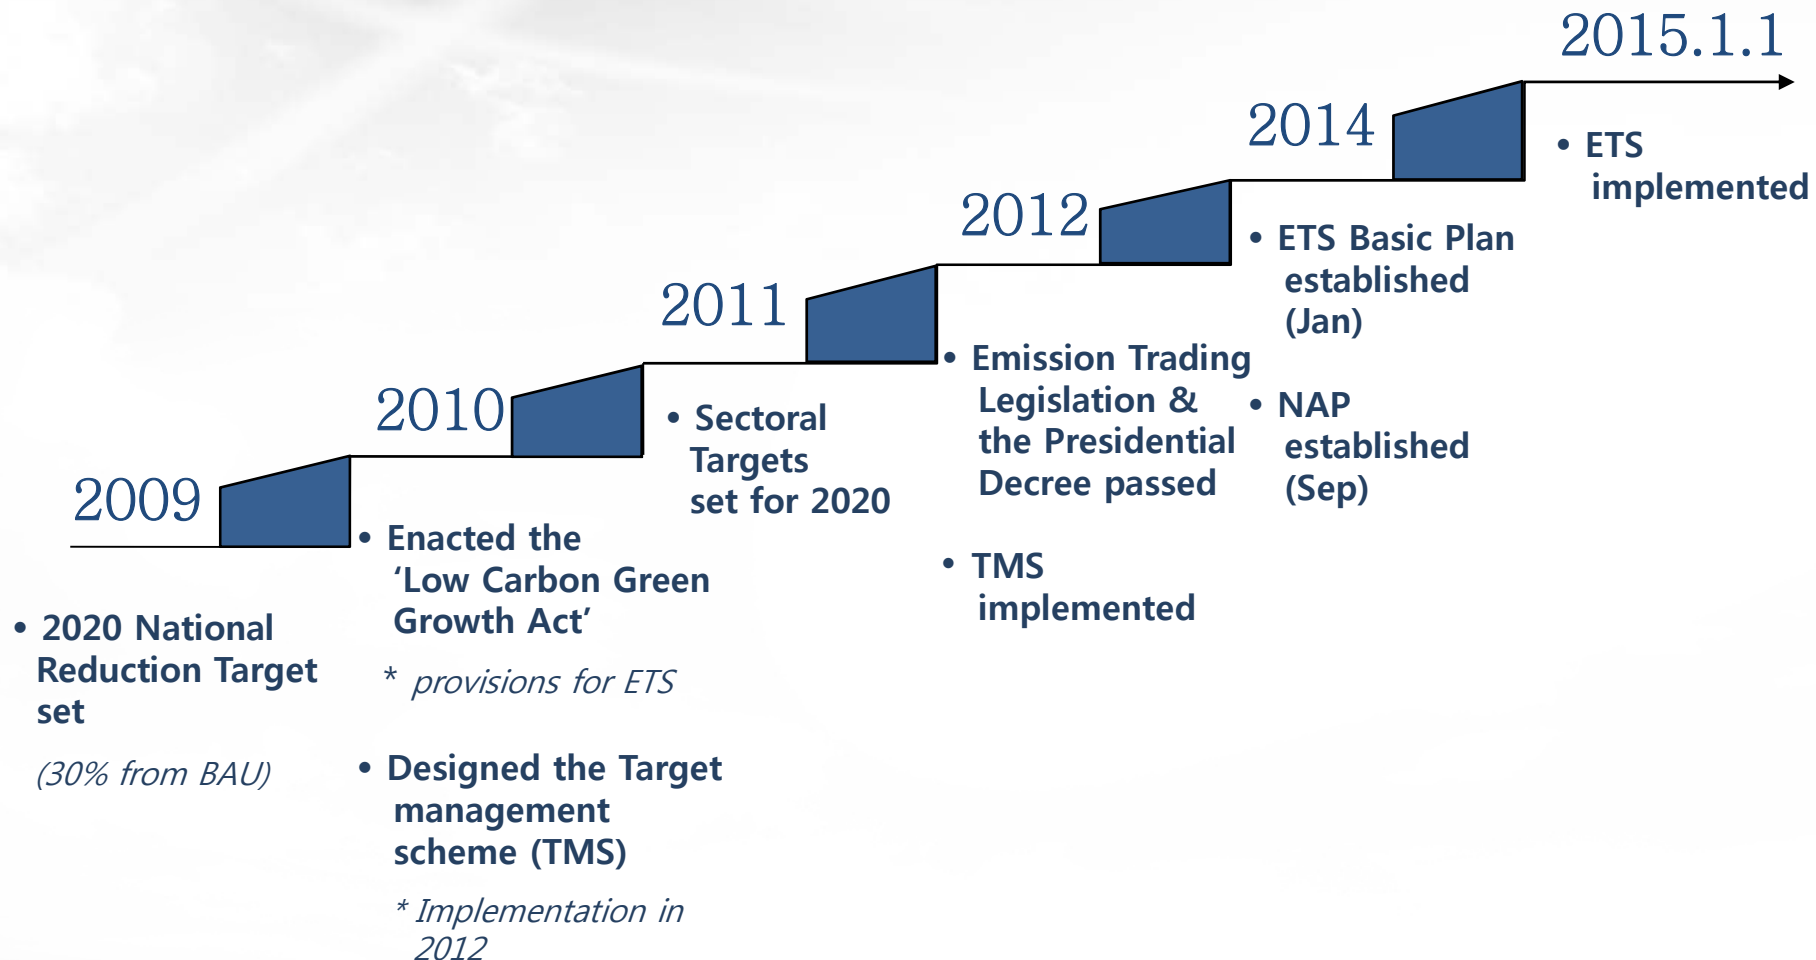 2009
• 2020 National
Reduction Target
set
(30% from BAU)
2010
• Enacted the
‘Low Carbon Green
Growth Act’
* provisions for ETS
• Designed the Target
management
scheme (TMS)
* Implementation in
2012
2011
• Sectoral
Targets
set for 2020
2012
• Emission Trading
Legislation &
the Presidential
Decree passed
• TMS
implemented
2014
• ETS Basic Plan
established
(Jan)
• NAP
established
(Sep)
2015.1.1
• ETS
implemented